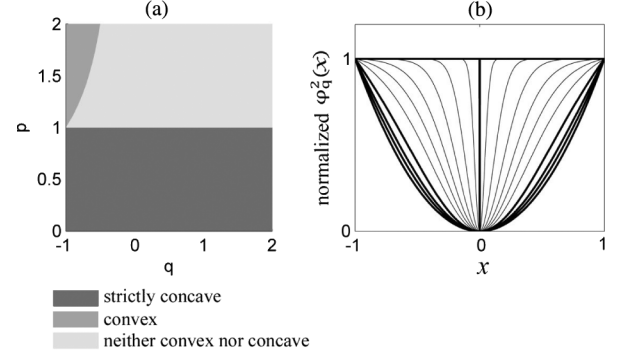 (a)
2
1.5
1
0.5
0
p
-1
0
1
2
q
strictly concave
convex
neither convex nor concave
(b)
normalized φ²q(x)
1
0
-1
0
1
x